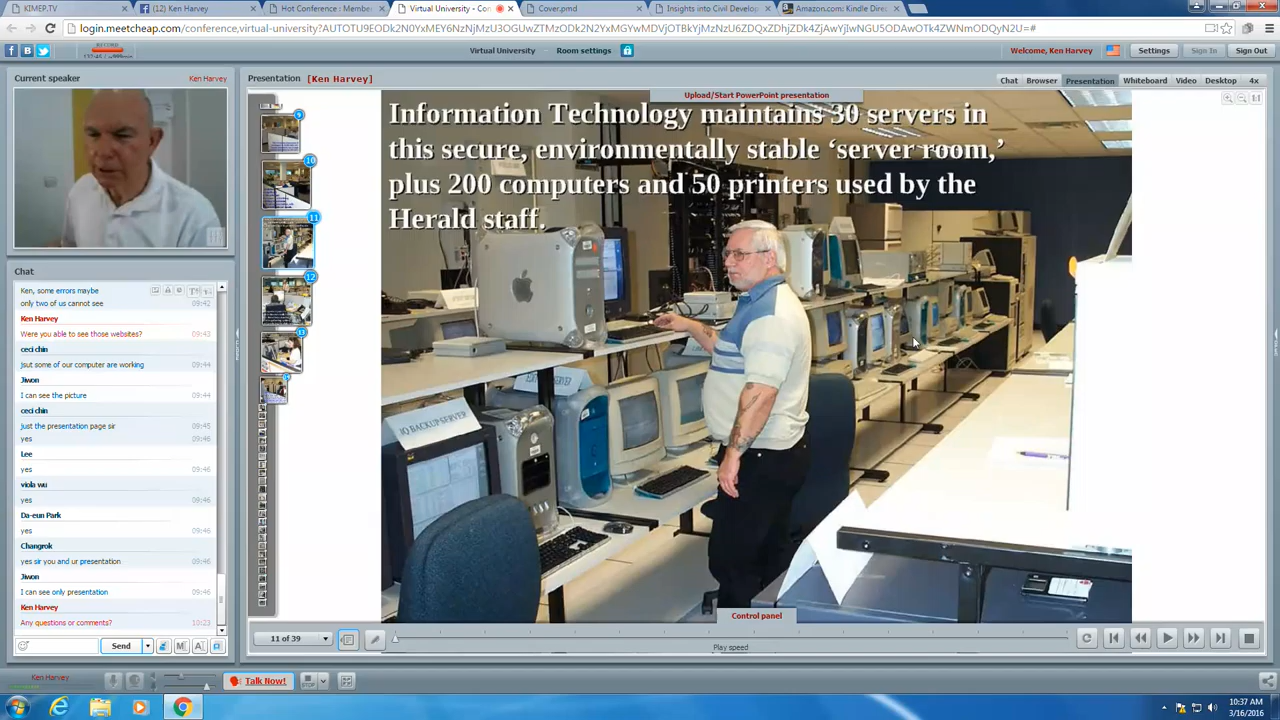 KIMEP.TV
(12) Ken Harvey
Hot Conference : Member
Virtual University - Con
Cover.pmd
Insights into Civil Develop
Amazon.com: Kindle Direc
login.meetcheap.com/conference,virtual-university
Virtual University
Room settings
Welcome, Ken Harvey
Settings
Sign In
Sign Out
Current speaker
Ken Harvey
Presentation [Ken Harvey]
Chat
Browser
Presentation
Whiteboard
Video
Desktop
4x
Upload/Start PowerPoint presentation
Information Technology maintains 30 servers in
this secure, environmentally stable ‘server room,’
plus 200 computers and 50 printers used by the
Herald staff.
9
10
11
12
13
IQ BACKUP SERVER
Chat
Ken, some errors maybe
only two of us cannot see 09:42
Ken Harvey
Were you able to see those websites? 09:43
ceci chin
jsut some of our computer are working 09:44
Jiwon
I can see the picture 09:44
ceci chin
just the presentation page sir 09:45
yes 09:46
Lee
yes 09:46
viola wu
yes 09:46
Da-eun Park
yes 09:46
Changrok
yes sir you and ur presentation 09:46
Jiwon
I can see only presentation 09:46
Ken Harvey
Any questions or comments? 10:23
Send
Control panel
11 of 39
Play speed
Ken Harvey
Talk Now!
10:37 AM
3/16/2016